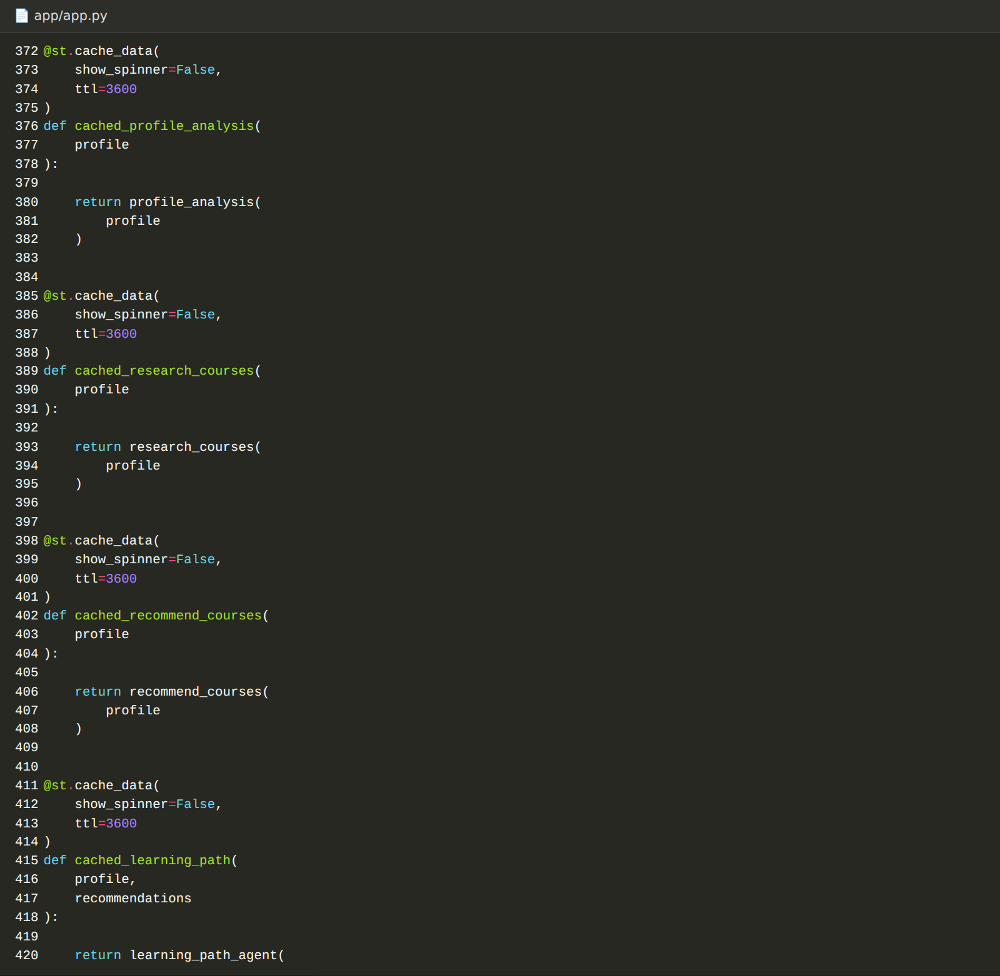 📄 app/app.py
372 @st.cache_data(
373     show_spinner=False,
374     ttl=3600
375 )
376 def cached_profile_analysis(
377     profile
378 ):
379
380     return profile_analysis(
381         profile
382     )
383
384
385 @st.cache_data(
386     show_spinner=False,
387     ttl=3600
388 )
389 def cached_research_courses(
390     profile
391 ):
392
393     return research_courses(
394         profile
395     )
396
397
398 @st.cache_data(
399     show_spinner=False,
400     ttl=3600
401 )
402 def cached_recommend_courses(
403     profile
404 ):
405
406     return recommend_courses(
407         profile
408     )
409
410
411 @st.cache_data(
412     show_spinner=False,
413     ttl=3600
414 )
415 def cached_learning_path(
416     profile,
417     recommendations
418 ):
419
420     return learning_path_agent(